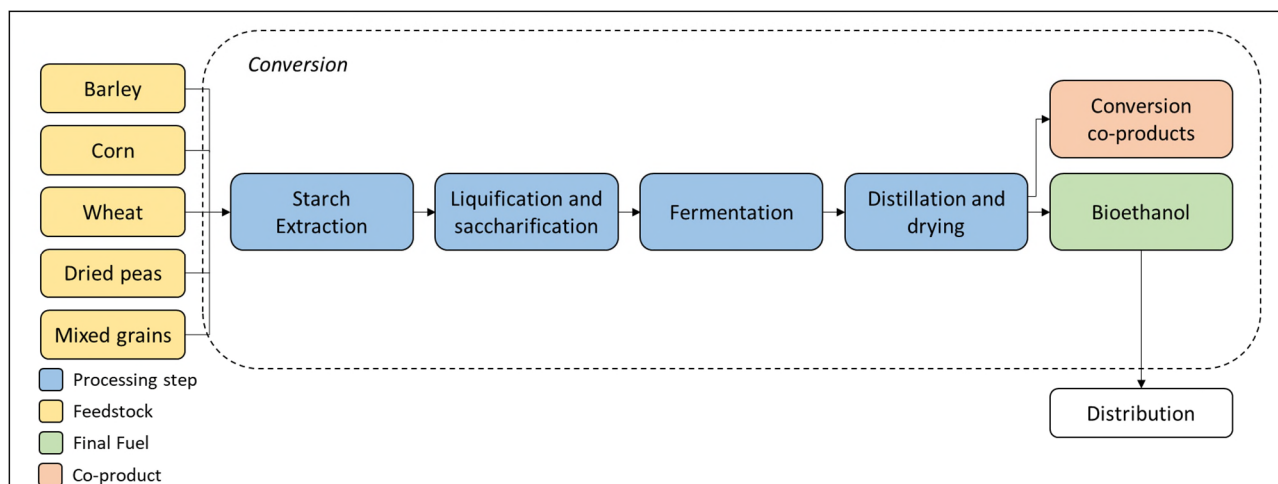 Conversion
Barley
Corn
Wheat
Dried peas
Mixed grains
Starch
Extraction
Liquification and
saccharification
Fermentation
Distillation and
drying
Conversion
co-products
Bioethanol
Distribution
Processing step
Feedstock
Final Fuel
Co-product